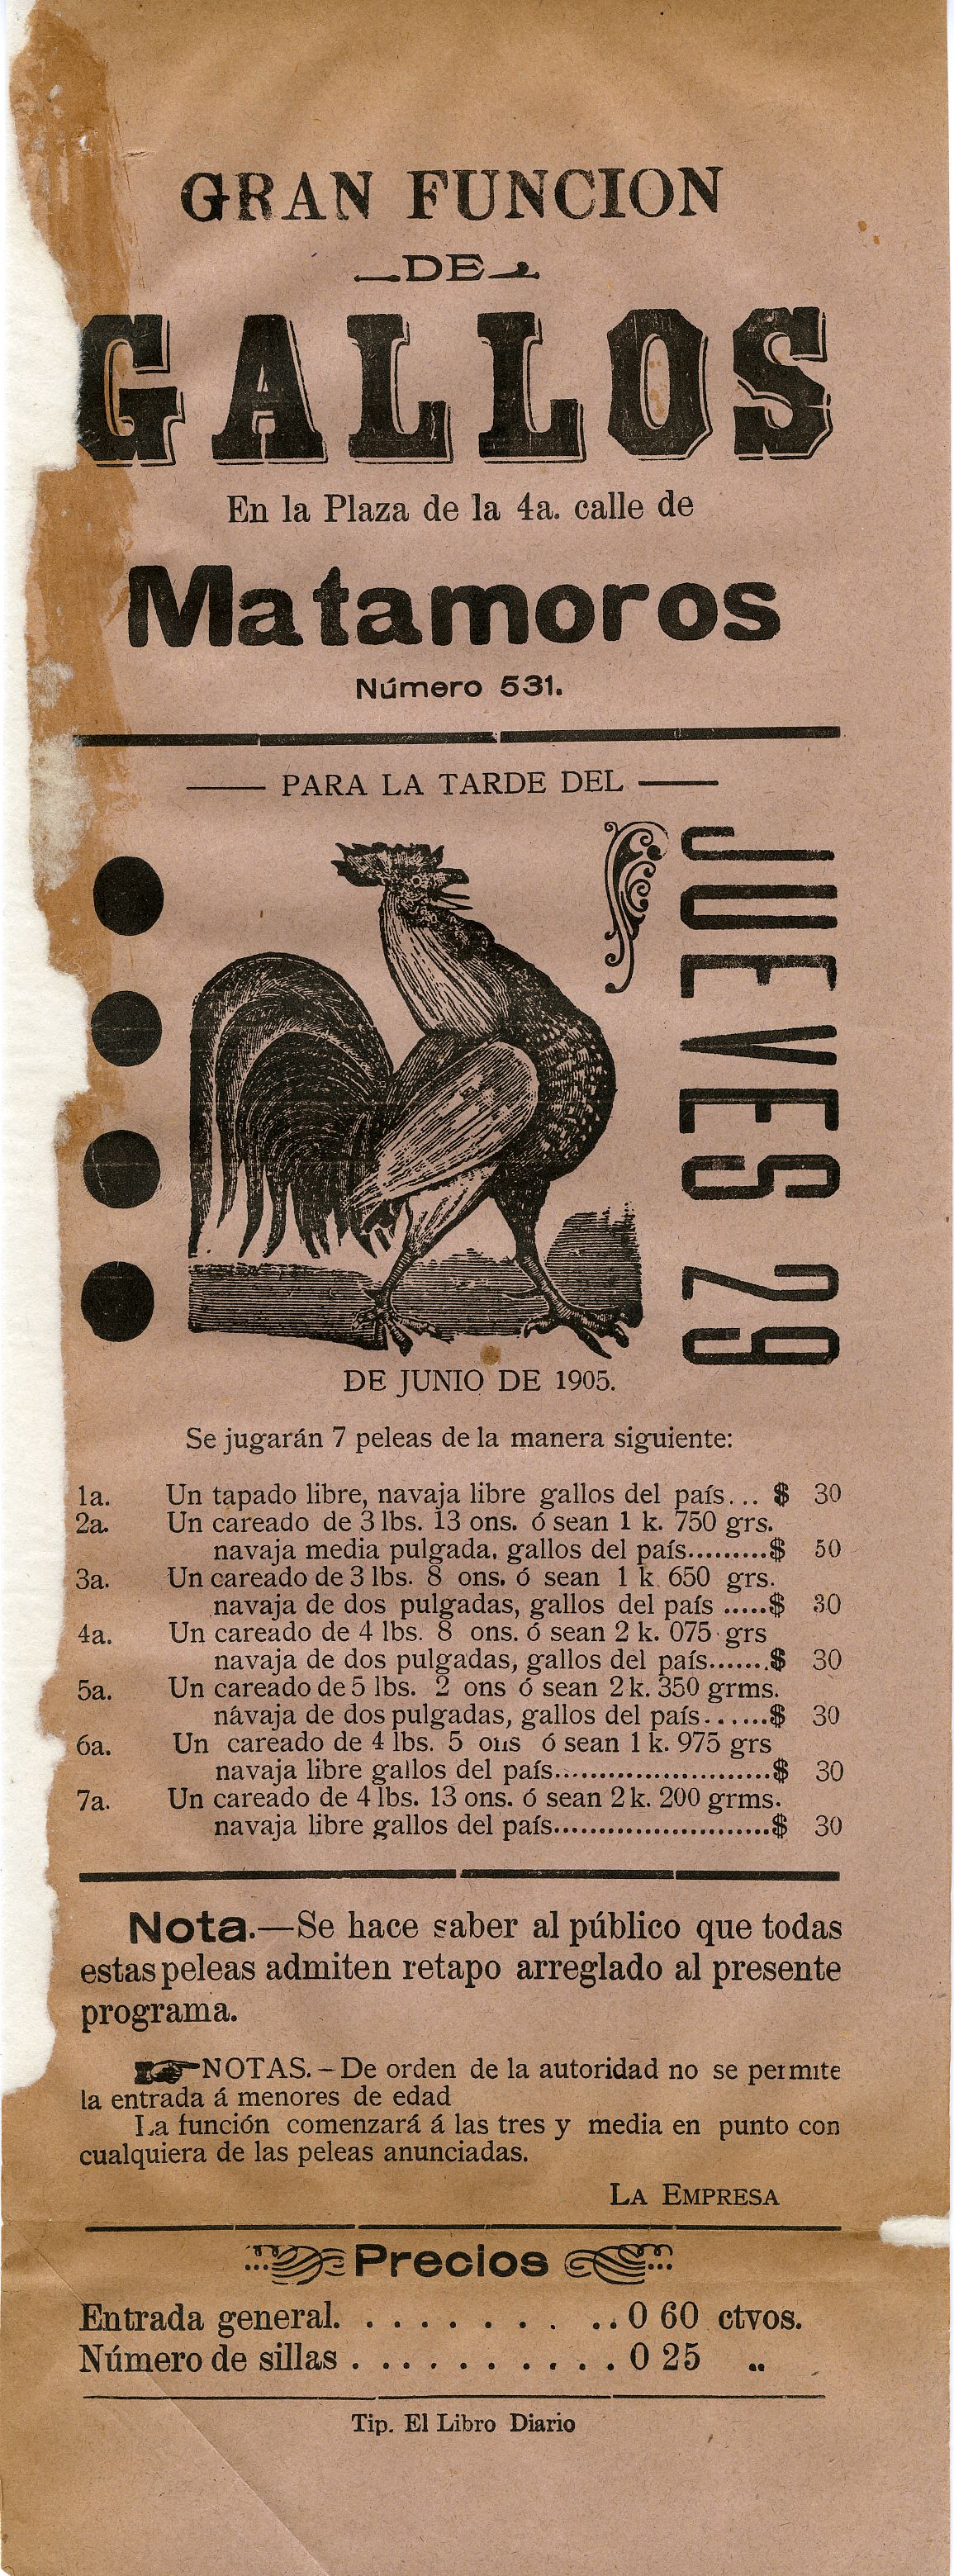 GRAN FUNCION
DE
GALLOS
En la Plaza de la 4a. calle de
Matamoros
Número 531.
PARA LA TARDE DEL
JUEVES 29
DE JUNIO DE 1905.
Se jugarán 7 peleas de la manera siguiente:
1a. Un tapado libre, navaja libre gallos del país... $ 30
2a. Un careado de 3 lbs. 13 ons. ó sean 1 k. 750 grs.
navaja media pulgada, gallos del país.........$ 50
3a. Un careado de 3 lbs. 8 ons. ó sean 1 k. 650 grs.
navaja de dos pulgadas, gallos del país .....$ 30
4a. Un careado de 4 lbs. 8 ons. ó sean 2 k. 075 grs
navaja de dos pulgadas, gallos del país.......$ 30
5a. Un careado de 5 lbs. 2 ons ó sean 2 k. 350 grms.
návaja de dos pulgadas, gallos del país......$ 30
6a. Un careado de 4 lbs. 5 ons ó sean 1 k. 975 grs
navaja libre gallos del país........................$ 30
7a. Un careado de 4 lbs. 13 ons. ó sean 2 k. 200 grms.
navaja libre gallos del país........................$ 30
Nota.—Se hace saber al público que todas
estas peleas admiten retapo arreglado al presente
programa.
NOTAS.–De orden de la autoridad no se permite
la entrada á menores de edad
La función comenzará á las tres y media en punto con
cualquiera de las peleas anunciadas.
LA EMPRESA
Precios
Entrada general. . . . . . . . . . . 0 60 ctvos.
Número de sillas . . . . . . . . . . . 0 25 „
Tip. El Libro Diario